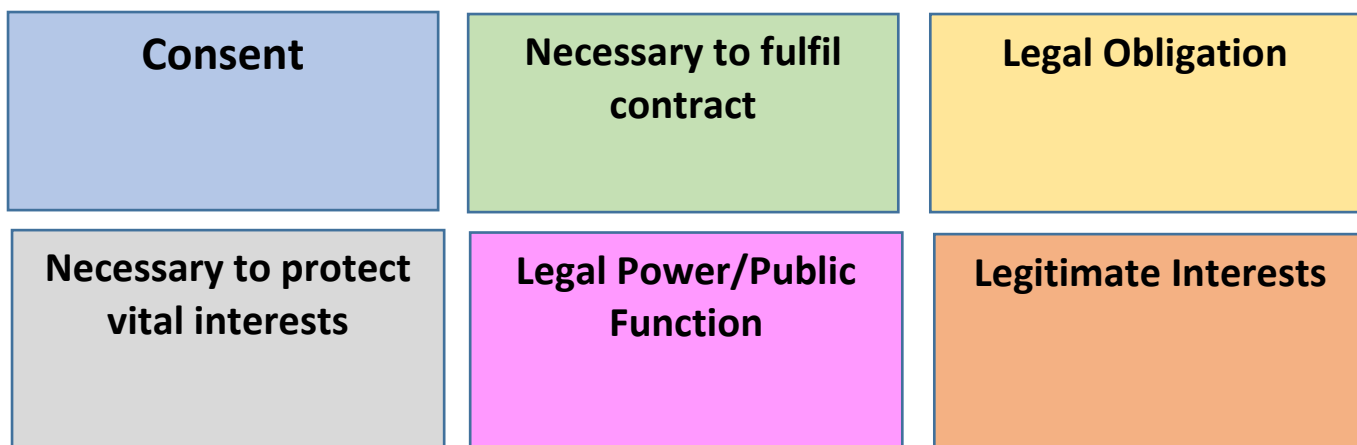 Consent
Necessary to fulfil
contract
Legal Obligation
Necessary to protect
vital interests
Legal Power/Public
Function
Legitimate Interests